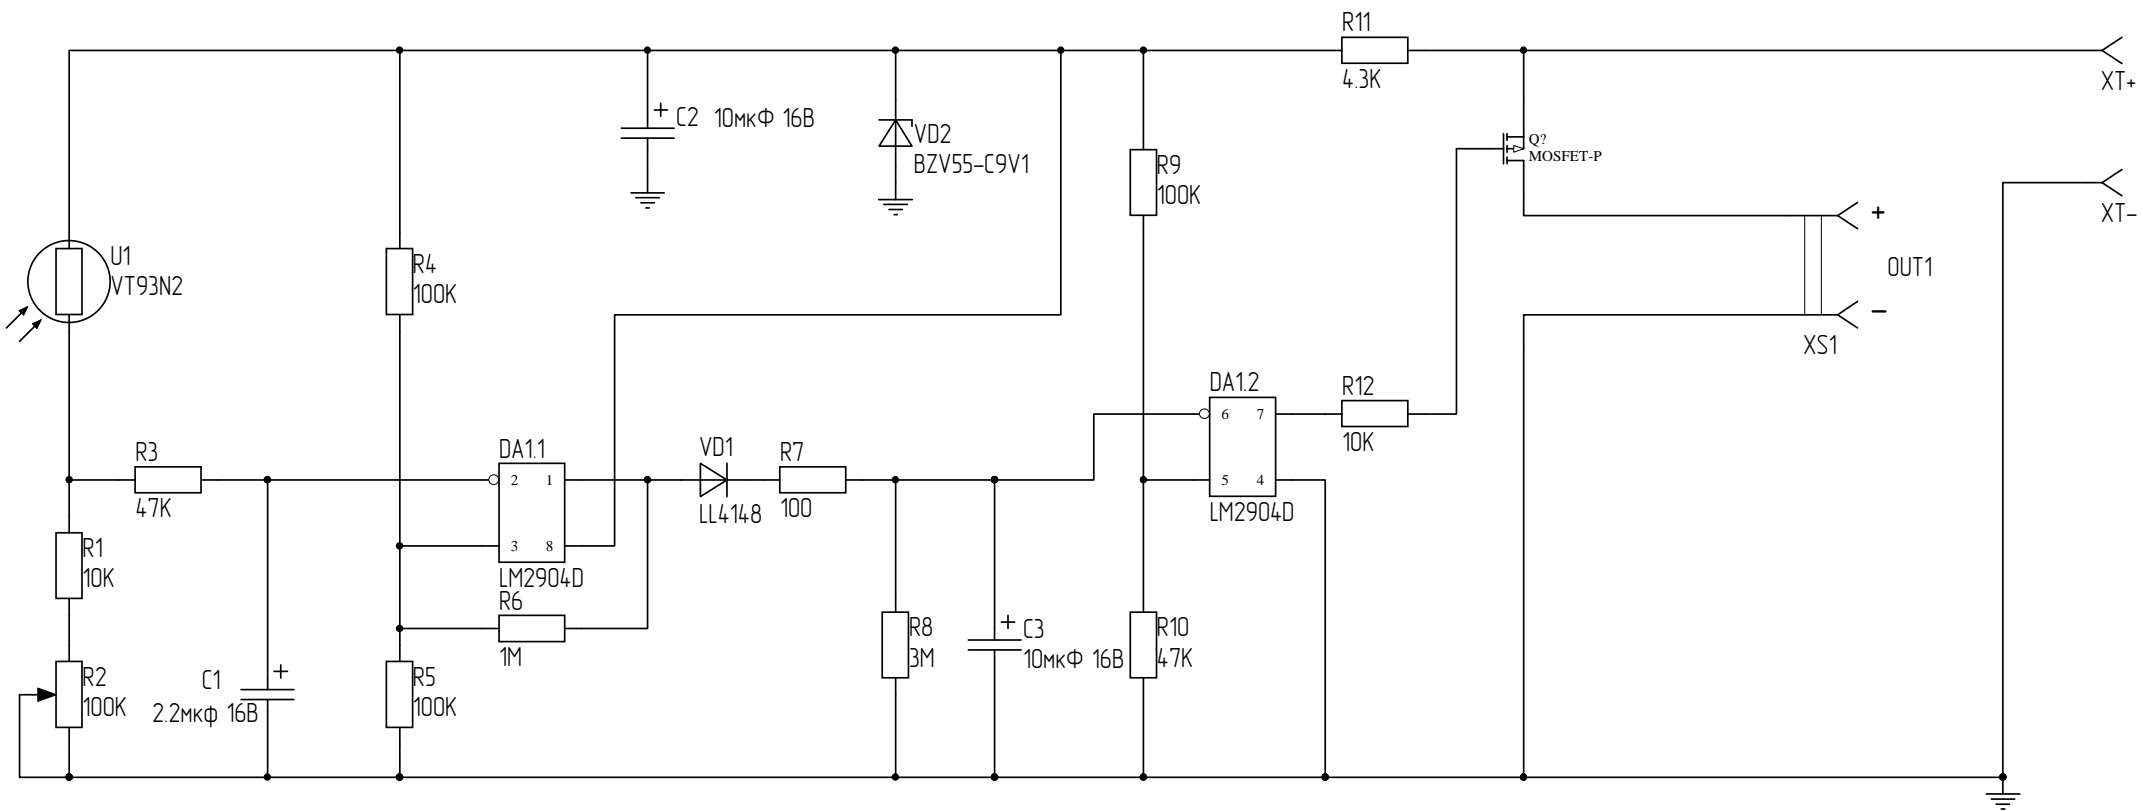 R11
4.3K
XT+
+ C2 10мкФ 16В
VD2
BZV55-C9V1
Q?
MOSFET-P
R9
100K
XT-
+
U1
VT93N2
R4
100K
OUT1
-
XS1
DA1.2
6 7
5 4
LM2904D
R12
10K
R3
47K
DA1.1
2 1
3 8
LM2904D
VD1
LL4148
R7
100
R1
10K
R6
1M
R8
3M
+ C3
10мкФ 16В
R10
47K
R2
100K
C1 +
2.2мкф 16В
R5
100K